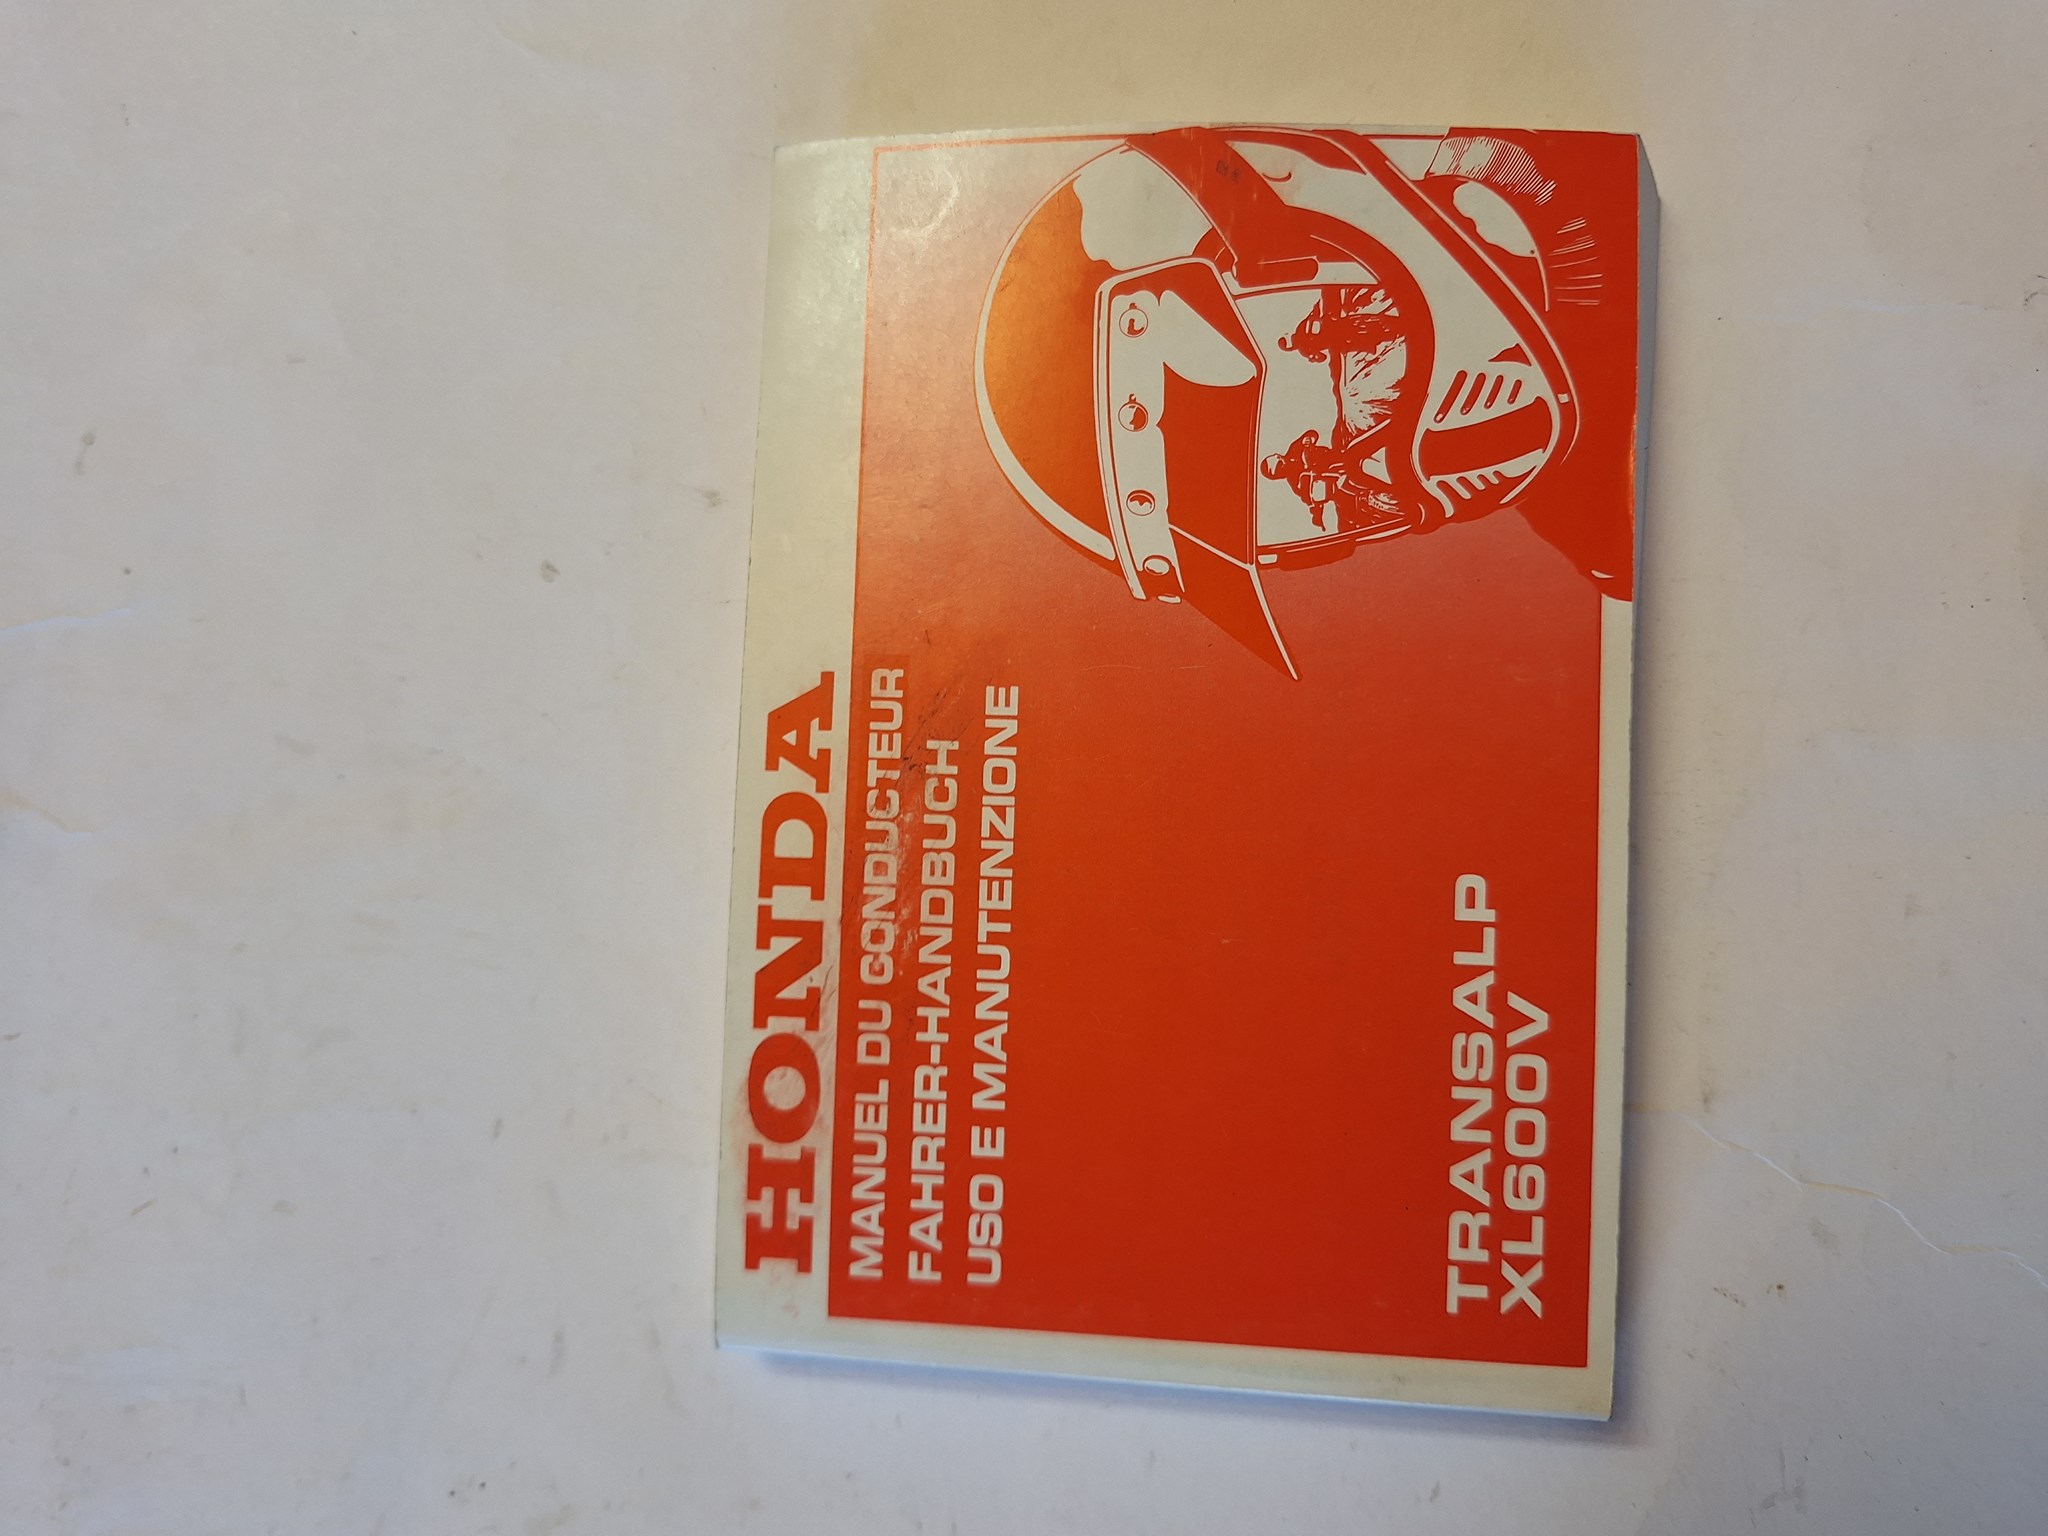 HONDA
MANUEL DU CONDUCTEUR
FAHRER-HANDBUCH
USO E MANUTENZIONE
TRANSALP
XL600V